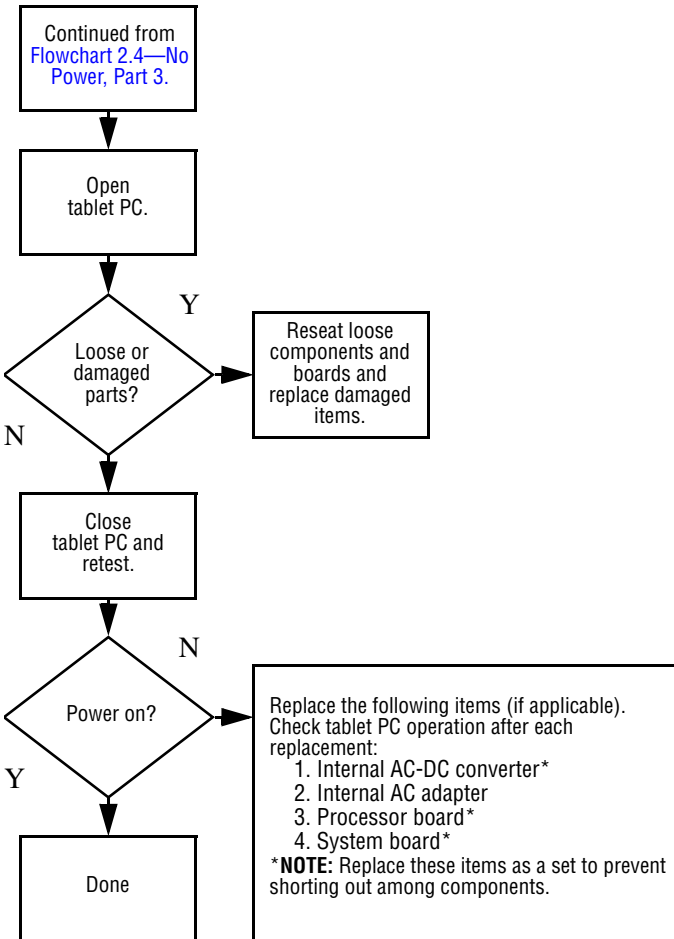 Continued from
Flowchart 2.4—No
Power, Part 3.
Open
tablet PC.
Y
Loose or
damaged
parts?
Reseat loose
components and
boards and
replace damaged
items.
N
Close
tablet PC and
retest.
N
Power on?
Y
Replace the following items (if applicable).
Check tablet PC operation after each
replacement:
1. Internal AC-DC converter*
2. Internal AC adapter
3. Processor board*
4. System board*
*NOTE: Replace these items as a set to prevent
shorting out among components.
Done